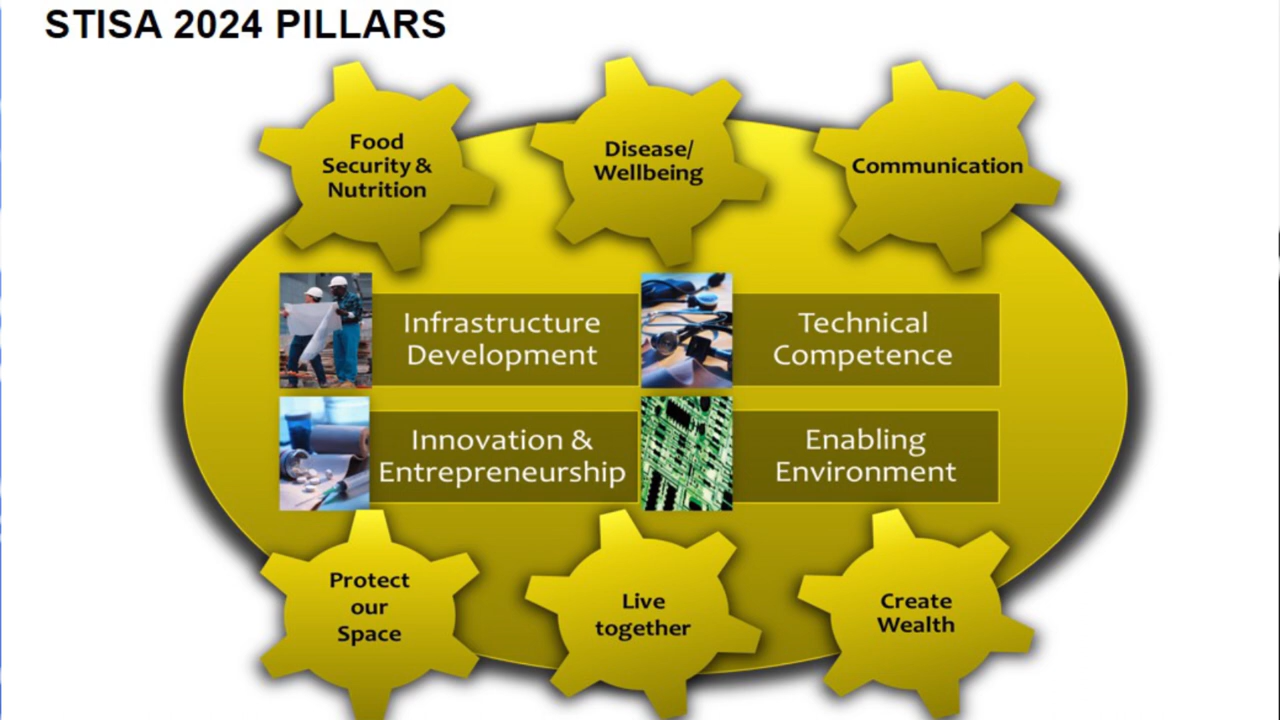 STISA 2024 PILLARS
Food
Security &
Nutrition
Disease/
Wellbeing
Communication
Infrastructure
Development
Technical
Competence
Innovation &
Entrepreneurship
Enabling
Environment
Protect
our
Space
Live
together
Create
Wealth